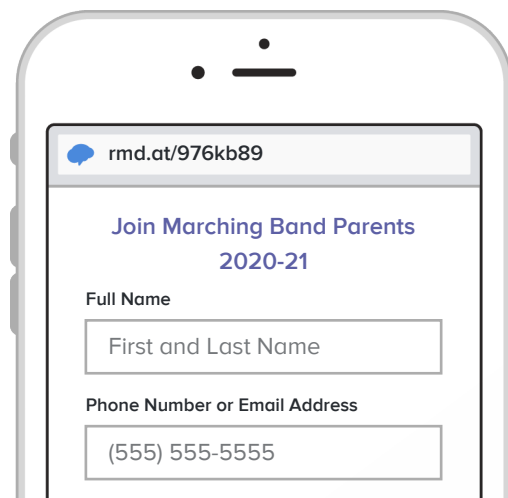 rmd.at/976kb89
Join Marching Band Parents
2020-21
Full Name
First and Last Name
Phone Number or Email Address
(555) 555-5555